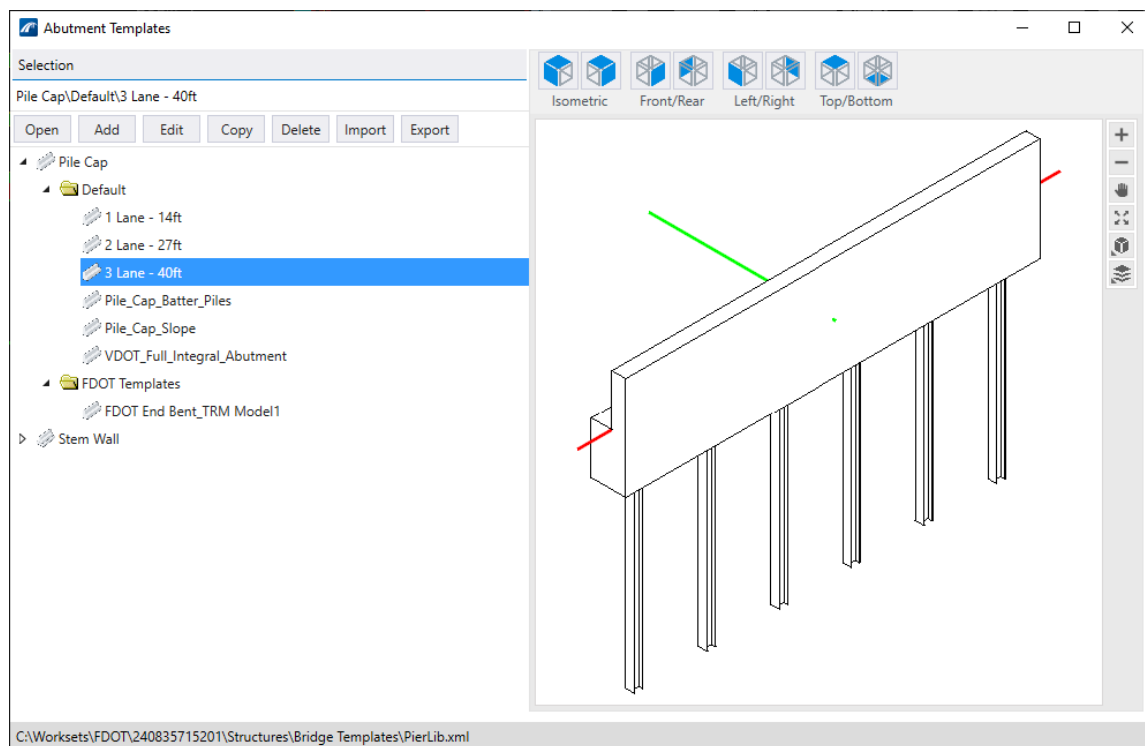 Abutment Templates
Selection
Pile Cap\Default\3 Lane - 40ft
Open Add Edit Copy Delete Import Export
Pile Cap
Default
1 Lane - 14ft
2 Lane - 27ft
3 Lane - 40ft
Pile_Cap_Batter_Piles
Pile_Cap_Slope
VDOT_Full_Integral_Abutment
FDOT Templates
FDOT End Bent_TRM Model1
Stem Wall
Isometric Front/Rear Left/Right Top/Bottom
C:\Worksets\FDOT\240835715201\Structures\Bridge Templates\PierLib.xml